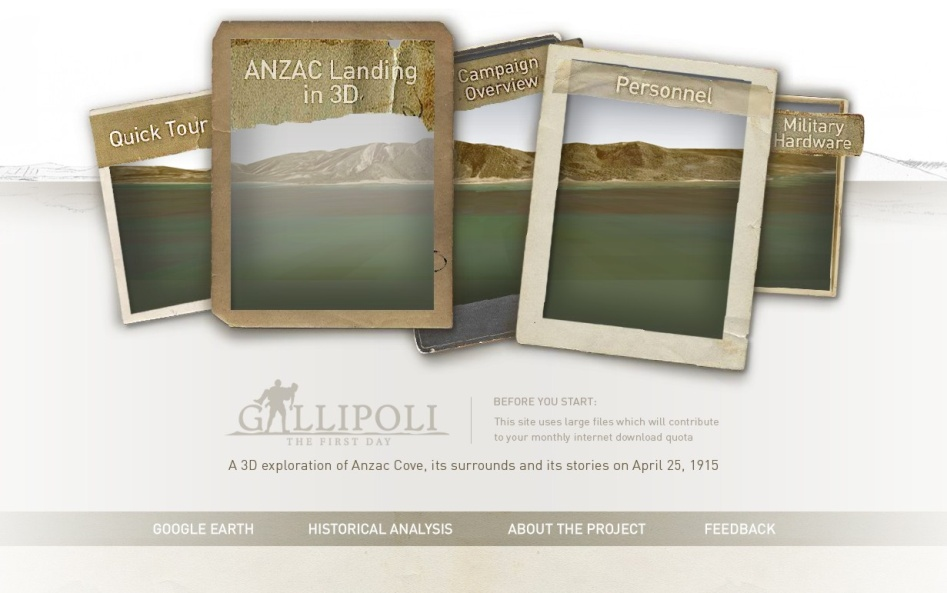 Quick Tour
ANZAC Landing
in 3D
Campaign
Overview
Personnel
Military
Hardware
GALLIPOLI
THE FIRST DAY
BEFORE YOU START:
This site uses large files which will contribute
to your monthly internet download quota
A 3D exploration of Anzac Cove, its surrounds and its stories on April 25, 1915
GOOGLE EARTH
HISTORICAL ANALYSIS
ABOUT THE PROJECT
FEEDBACK